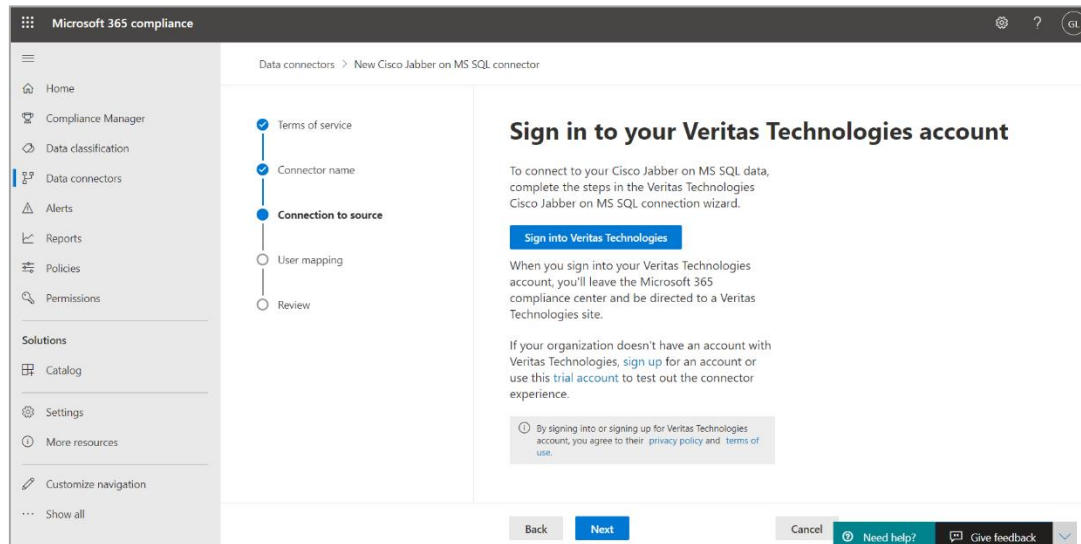 Microsoft 365 compliance
?
GL
Data connectors > New Cisco Jabber on MS SQL connector
Home
Compliance Manager
Data classification
Data connectors
Alerts
Reports
Policies
Permissions
Solutions
Catalog
Settings
More resources
Customize navigation
Show all
Terms of service
Connector name
Connection to source
User mapping
Review
Sign in to your Veritas Technologies account
To connect to your Cisco Jabber on MS SQL data,
complete the steps in the Veritas Technologies
Cisco Jabber on MS SQL connection wizard.
Sign into Veritas Technologies
When you sign into your Veritas Technologies
account, you'll leave the Microsoft 365
compliance center and be directed to a Veritas
Technologies site.
If your organization doesn't have an account with
Veritas Technologies, sign up for an account or
use this trial account to test out the connector
experience.
By signing into or signing up for Veritas Technologies
account, you agree to their privacy policy and terms of
use.
Back
Next
Cancel
Need help?
Give feedback